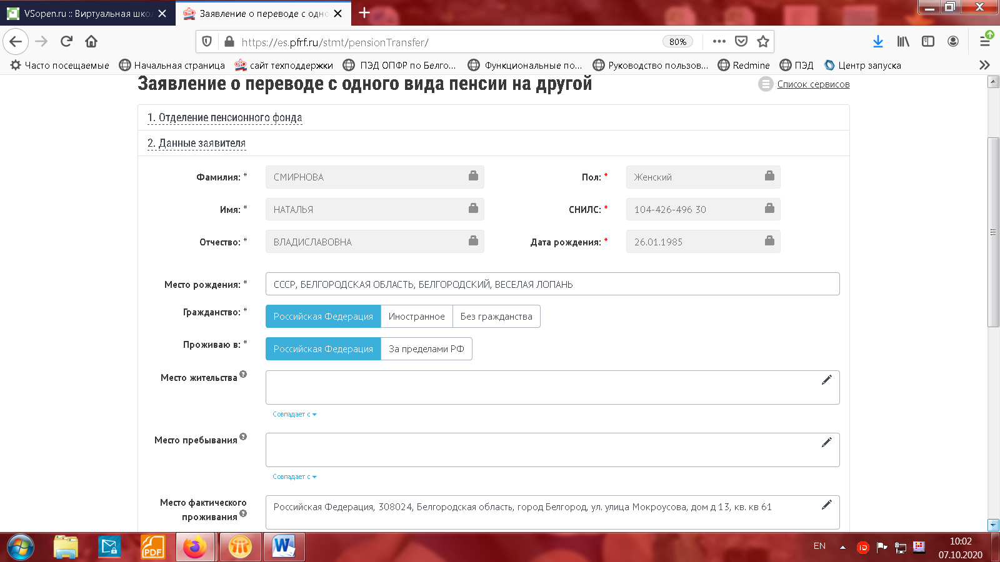 VSopen.ru :: Виртуальная шко
Заявление о переводе с одно
https://es.pfrf.ru/stmt/pensionTransfer/
80%
Часто посещаемые
Начальная страница
сайт техподдержки
ПЭД ОПФР по Белго...
Функциональные по...
Руководство пользов...
Redmine
ПЭД
Центр запуска
Заявление о переводе с одного вида пенсии на другой
Список сервисов
1. Отделение пенсионного фонда
2. Данные заявителя
Фамилия: * СМИРНОВА
Пол: * Женский
Имя: * НАТАЛЬЯ
СНИЛС: * 104-426-496 30
Отчество: * ВЛАДИСЛАВОВНА
Дата рождения: * 26.01.1985
Место рождения: * СССР, БЕЛГОРОДСКАЯ ОБЛАСТЬ, БЕЛГОРОДСКИЙ, ВЕСЕЛАЯ ЛОПАНЬ
Гражданство: * Российская Федерация Иностранное Без гражданства
Проживаю в: * Российская Федерация За пределами РФ
Место жительства
Совпадает с
Место пребывания
Совпадает с
Место фактического
проживания
Российская Федерация, 308024, Белгородская область, город Белгород, ул. улица Мокроусова, дом д 13, кв. кв 61
PDF
W
EN
10:02
07.10.2020